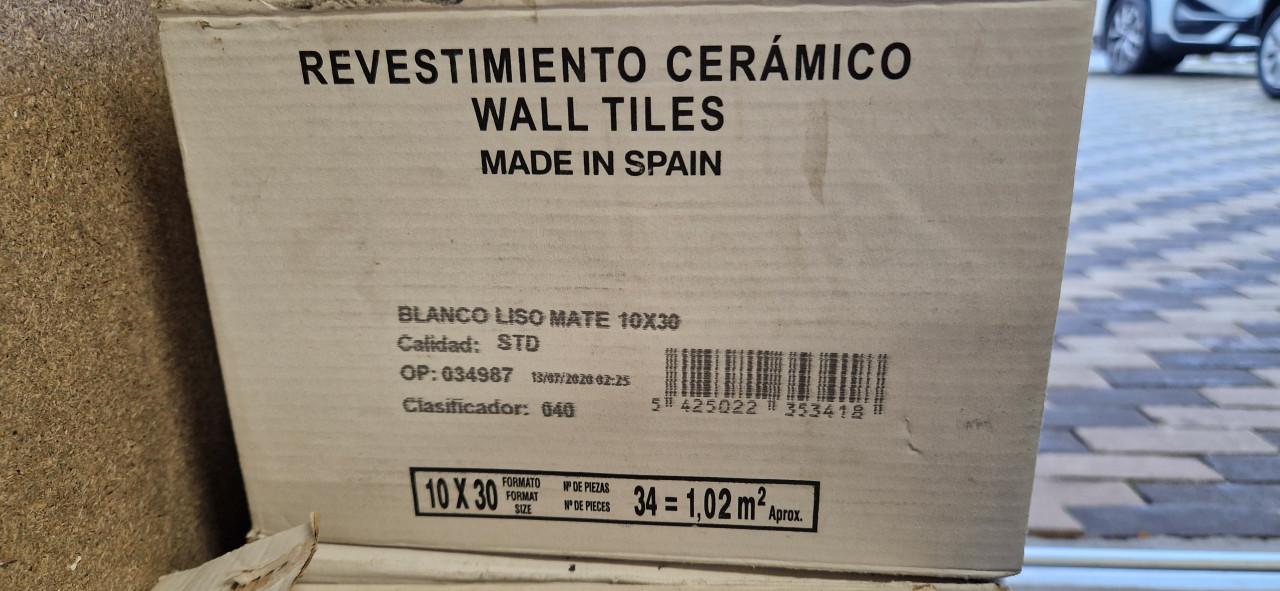 REVESTIMIENTO CERÁMICO
WALL TILES
MADE IN SPAIN
BLANCO LISO MATE 10X30
Calidad: STD
OP: 034987 13/07/2020 02:25
Clasificador: 040
5 425022 353418
10 X 30 FORMATO FORMAT SIZE Nº DE PIEZAS Nº DE PIECES 34 = 1,02 m² Aprox.